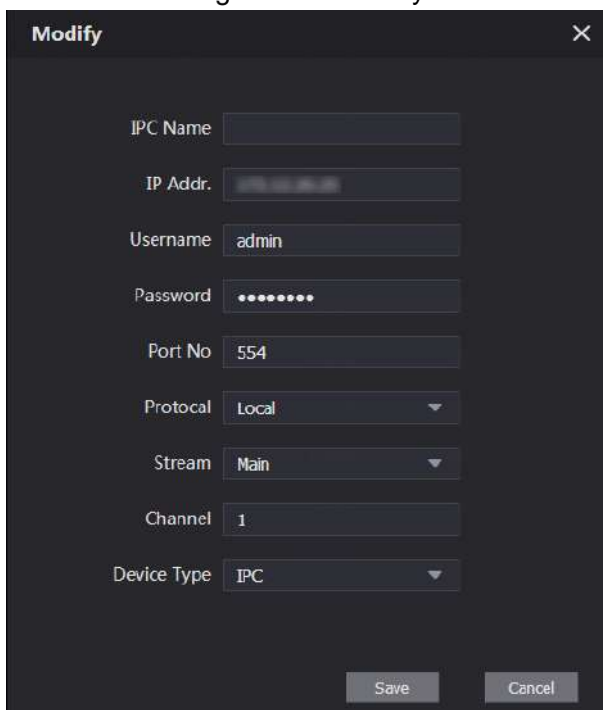 Modify
IPC Name
IP Addr.
Username admin
Password ••••••••
Port No 554
Protocal Local
Stream Main
Channel 1
Device Type IPC
Save Cancel